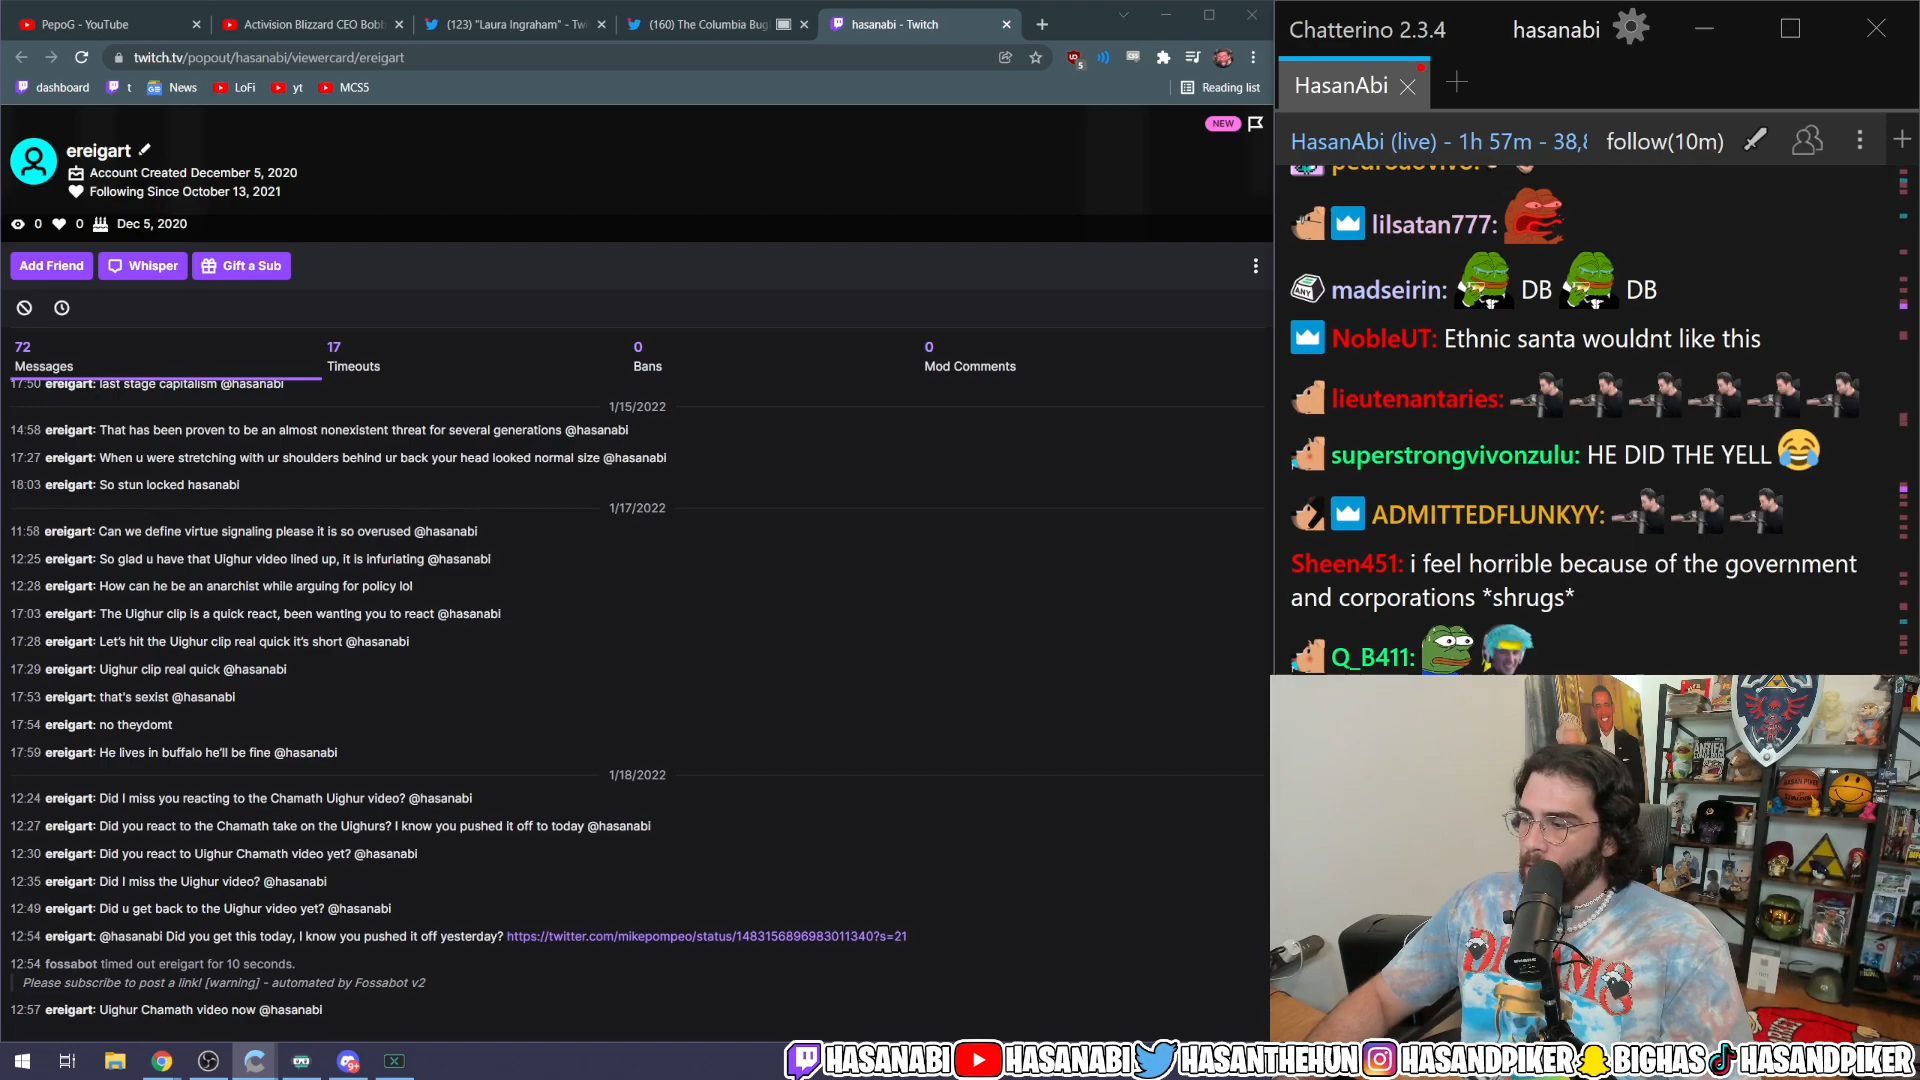 PepoG - YouTube
Activision Blizzard CEO Bobb
(123) "Laura Ingraham" - Twi
(160) The Columbia Bug
hasanabi - Twitch
twitch.tv/popout/hasanabi/viewercard/ereigart
dashboard
t
News
LoFi
yt
MCS5
Reading list
NEW
ereigart
Account Created December 5, 2020
Following Since October 13, 2021
0
0
Dec 5, 2020
Add Friend
Whisper
Gift a Sub
72
Messages
17
Timeouts
0
Bans
0
Mod Comments
17:50 ereigart: last stage capitalism @hasanabi
1/15/2022
14:58 ereigart: That has been proven to be an almost nonexistent threat for several generations @hasanabi
17:27 ereigart: When u were stretching with ur shoulders behind ur back your head looked normal size @hasanabi
18:03 ereigart: So stun locked hasanabi
1/17/2022
11:58 ereigart: Can we define virtue signaling please it is so overused @hasanabi
12:25 ereigart: So glad u have that Uighur video lined up, it is infuriating @hasanabi
12:28 ereigart: How can he be an anarchist while arguing for policy lol
17:03 ereigart: The Uighur clip is a quick react, been wanting you to react @hasanabi
17:28 ereigart: Let's hit the Uighur clip real quick it's short @hasanabi
17:29 ereigart: Uighur clip real quick @hasanabi
17:53 ereigart: that's sexist @hasanabi
17:54 ereigart: no theydomt
17:59 ereigart: He lives in buffalo he'll be fine @hasanabi
1/18/2022
12:24 ereigart: Did I miss you reacting to the Chamath Uighur video? @hasanabi
12:27 ereigart: Did you react to the Chamath take on the Uighurs? I know you pushed it off to today @hasanabi
12:30 ereigart: Did you react to Uighur Chamath video yet? @hasanabi
12:35 ereigart: Did I miss the Uighur video? @hasanabi
12:49 ereigart: Did u get back to the Uighur video yet? @hasanabi
12:54 ereigart: @hasanabi Did you get this today, I know you pushed it off yesterday? https://twitter.com/mikepompeo/status/1483156896983011340?s=21
12:54 fossabot timed out ereigart for 10 seconds.
Please subscribe to post a link! [warning] - automated by Fossabot v2
12:57 ereigart: Uighur Chamath video now @hasanabi
Chatterino 2.3.4
hasanabi
HasanAbi
HasanAbi (live) - 1h 57m - 38,8
follow(10m)
pedroaovivo:
lilsatan777:
madseirin: DB DB
NobleUT: Ethnic santa wouldnt like this
lieutenantaries:
superstrongvivonzulu: HE DID THE YELL
ADMITTEDFLUNKYY:
Sheen451: i feel horrible because of the government
and corporations *shrugs*
Q_B411:
HASANABI
HASANABI
HASANTHEHUN
HASANDPIKER
BIGHAS
HASANDPIKER